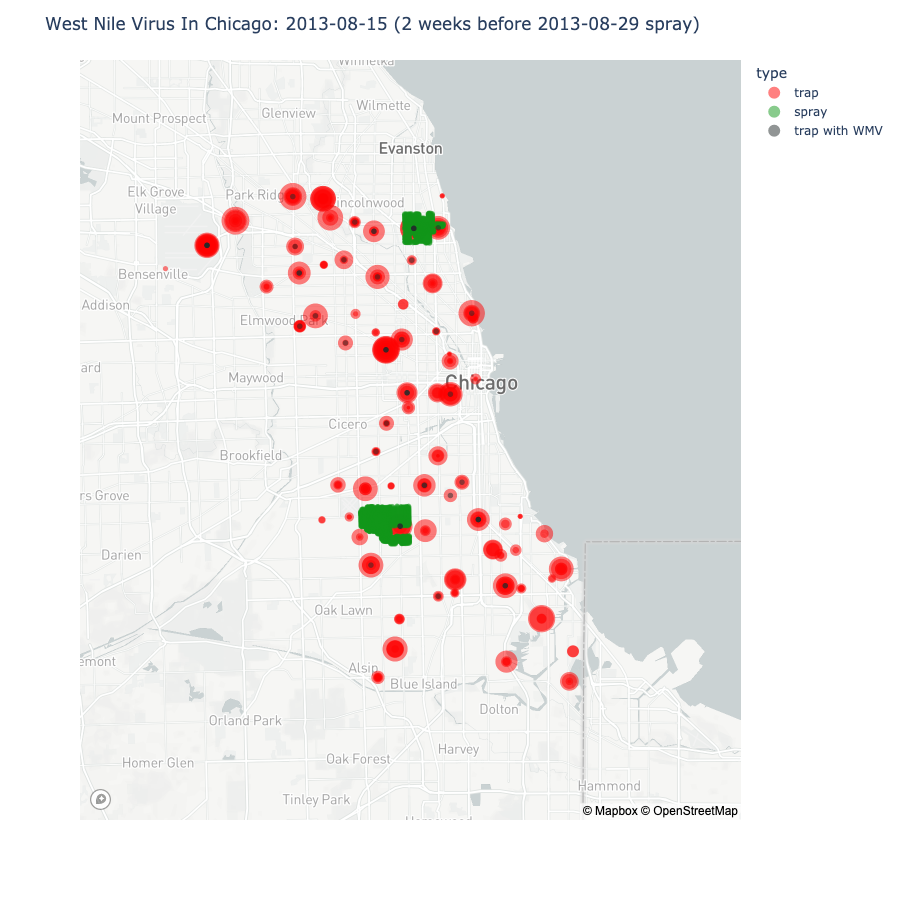 West Nile Virus In Chicago: 2013-08-15 (2 weeks before 2013-08-29 spray)
type
trap
spray
trap with WMV
Winnetka
Wilmette
Glenview
Mount Prospect
Evanston
Elk Grove
Village
Park Ridge
Lincolnwood
Bensenville
Addison
Elmwood Park
ard
Maywood
Chicago
Cicero
Brookfield
rs Grove
Darien
Oak Lawn
emont
Alsip
Blue Island
Dolton
Orland Park
Harvey
Homer Glen
Oak Forest
Hammond
Tinley Park
© Mapbox © OpenStreetMap